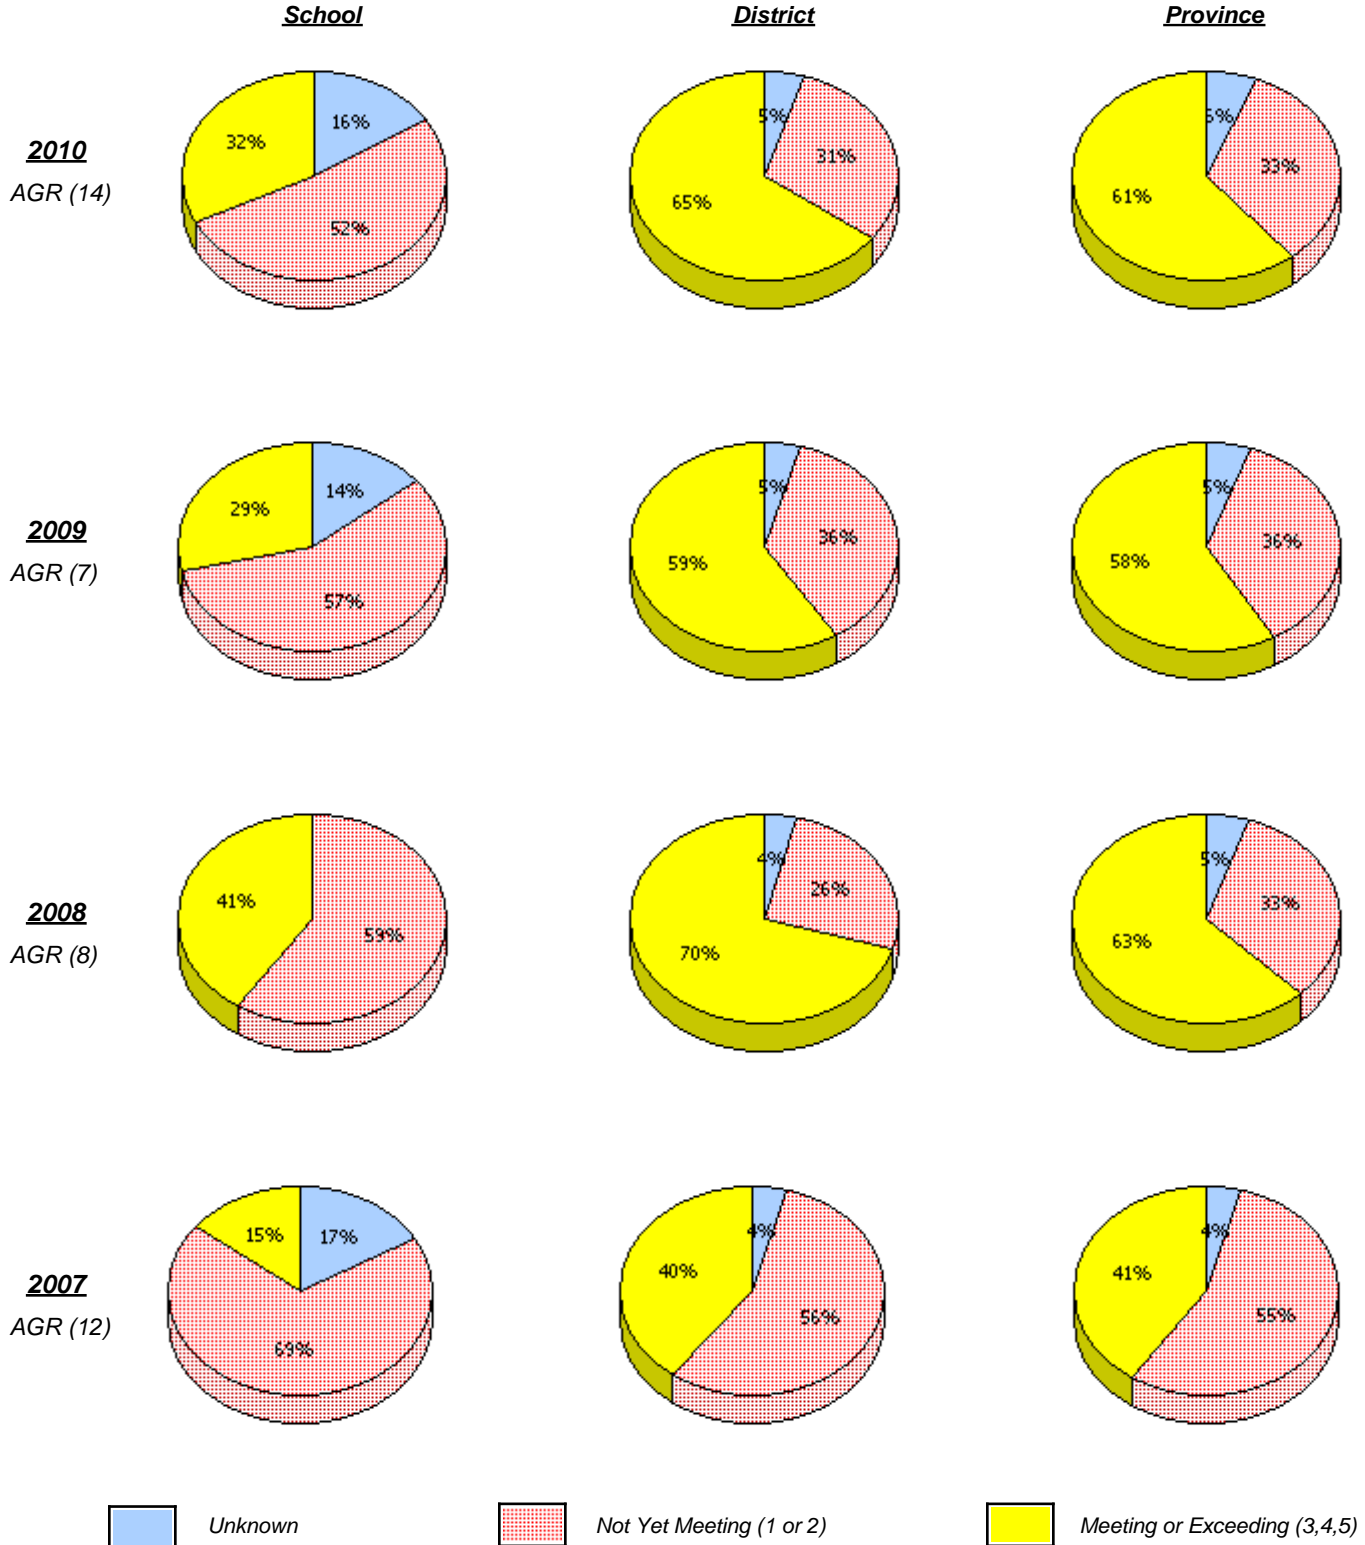 School District Province
2010
AGR (14)
32% 16% 52%
65% 5% 31%
61% 6% 33%
2009
AGR (7)
29% 14% 57%
59% 5% 36%
58% 5% 36%
2008
AGR (8)
41% 59%
70% 4% 26%
63% 5% 33%
2007
AGR (12)
15% 17% 69%
40% 4% 56%
41% 4% 55%
Unknown Not Yet Meeting (1 or 2) Meeting or Exceeding (3,4,5)